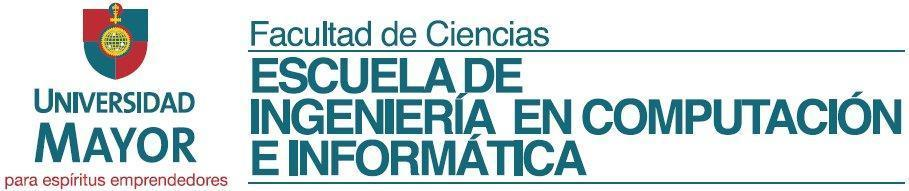 UNIVERSIDAD
MAYOR
para espíritus emprendedores
Facultad de Ciencias
ESCUELA DE
INGENIERÍA EN COMPUTACIÓN
E INFORMÁTICA